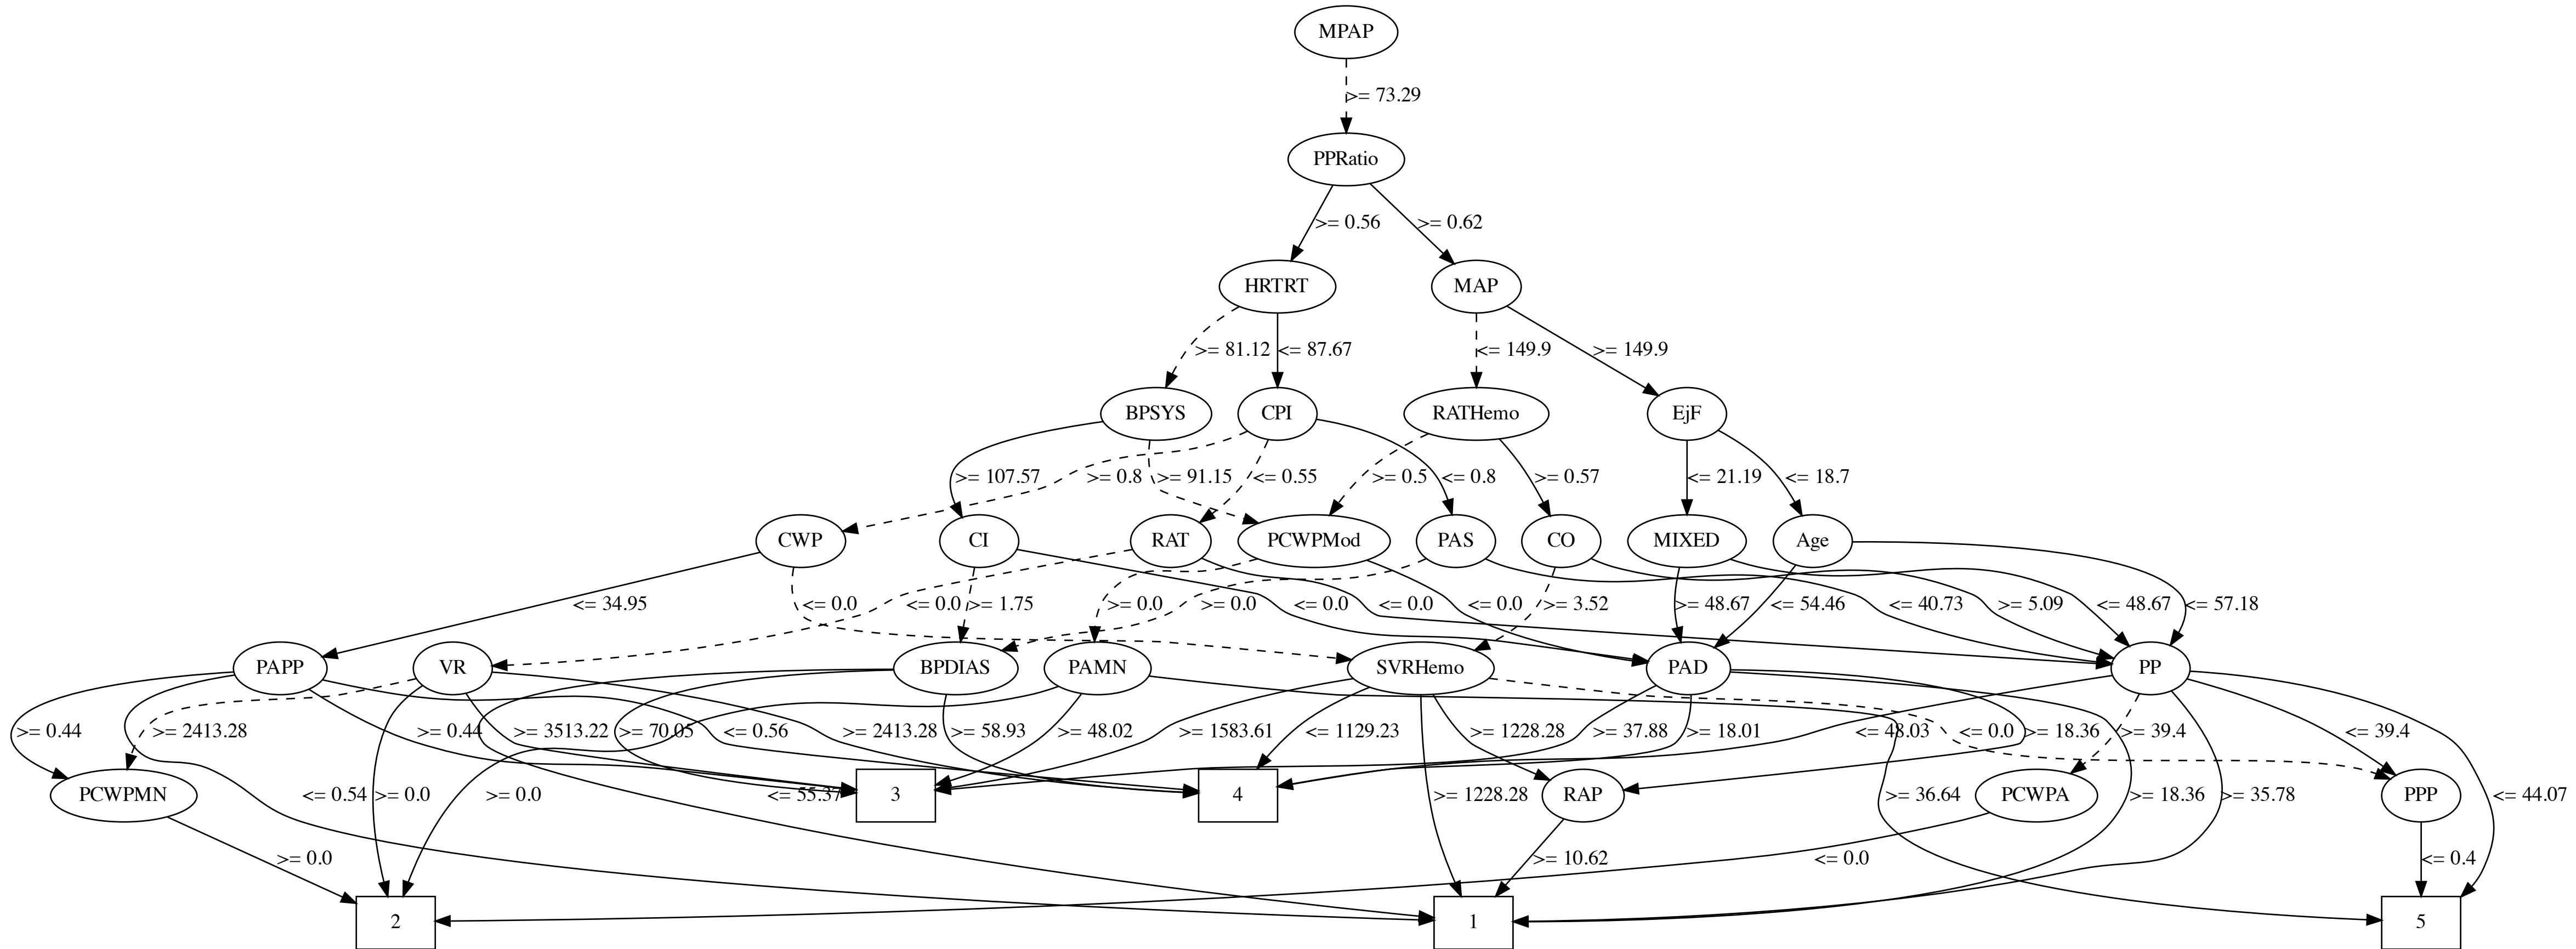 MPAP
>= 73.29
PPRatio
>= 0.56
>= 0.62
HRTRT
MAP
>= 81.12
<= 87.67
<= 149.9
>= 149.9
BPSYS
CPI
RATHemo
EjF
>= 107.57
>= 0.8
>= 91.15
<= 0.55
>= 0.5
<= 0.8
>= 0.57
<= 21.19
<= 18.7
CWP
CI
RAT
PCWPMod
PAS
CO
MIXED
Age
<= 34.95
<= 0.0
<= 0.0
>= 1.75
>= 0.0
>= 0.0
<= 0.0
<= 0.0
<= 0.0
>= 3.52
>= 48.67
<= 54.46
<= 40.73
>= 5.09
<= 48.67
<= 57.18
PAPP
VR
BPDIAS
PAMN
SVRHemo
PAD
PP
>= 0.44
>= 2413.28
>= 0.44
>= 3513.22
>= 70.05
<= 0.56
>= 2413.28
>= 58.93
>= 48.02
>= 1583.61
<= 1129.23
>= 1228.28
>= 37.88
>= 18.01
<= 48.03
<= 0.0
>= 18.36
>= 39.4
<= 39.4
PCWPMN
<= 0.54
>= 0.0
>= 0.0
<= 55.37
3
4
>= 1228.28
RAP
>= 36.64
PCWPA
>= 18.36
>= 35.78
PPP
<= 44.07
>= 0.0
>= 10.62
<= 0.0
<= 0.4
2
1
5